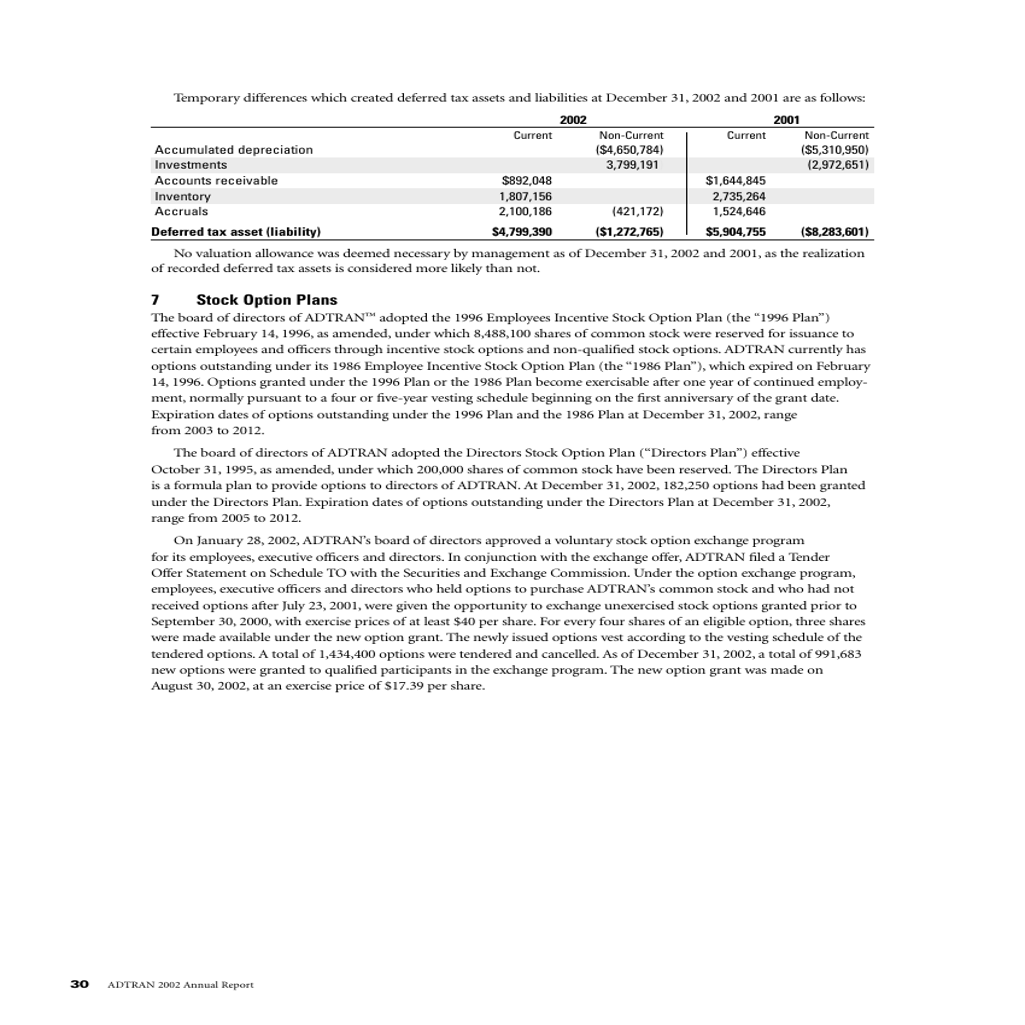 Temporary differences which created deferred tax assets and liabilities at December 31, 2002 and 2001 are as follows:
2002 2001
Current Non-Current Current Non-Current
Accumulated depreciation ($4,650,784) ($5,310,950)
Investments 3,799,191 (2,972,651)
Accounts receivable $892,048 $1,644,845
Inventory 1,807,156 2,735,264
Accruals 2,100,186 (421,172) 1,524,646
Deferred tax asset (liability) $4,799,390 ($1,272,765) $5,904,755 ($8,283,601)
No valuation allowance was deemed necessary by management as of December 31, 2002 and 2001, as the realization
of recorded deferred tax assets is considered more likely than not.
7 Stock Option Plans
The board of directors of ADTRAN™ adopted the 1996 Employees Incentive Stock Option Plan (the “1996 Plan”)
effective February 14, 1996, as amended, under which 8,488,100 shares of common stock were reserved for issuance to
certain employees and officers through incentive stock options and non-qualified stock options. ADTRAN currently has
options outstanding under its 1986 Employee Incentive Stock Option Plan (the “1986 Plan”), which expired on February
14, 1996. Options granted under the 1996 Plan or the 1986 Plan become exercisable after one year of continued employ-
ment, normally pursuant to a four or five-year vesting schedule beginning on the first anniversary of the grant date.
Expiration dates of options outstanding under the 1996 Plan and the 1986 Plan at December 31, 2002, range
from 2003 to 2012.
The board of directors of ADTRAN adopted the Directors Stock Option Plan (“Directors Plan”) effective
October 31, 1995, as amended, under which 200,000 shares of common stock have been reserved. The Directors Plan
is a formula plan to provide options to directors of ADTRAN. At December 31, 2002, 182,250 options had been granted
under the Directors Plan. Expiration dates of options outstanding under the Directors Plan at December 31, 2002,
range from 2005 to 2012.
On January 28, 2002, ADTRAN’s board of directors approved a voluntary stock option exchange program
for its employees, executive officers and directors. In conjunction with the exchange offer, ADTRAN filed a Tender
Offer Statement on Schedule TO with the Securities and Exchange Commission. Under the option exchange program,
employees, executive officers and directors who held options to purchase ADTRAN’s common stock and who had not
received options after July 23, 2001, were given the opportunity to exchange unexercised stock options granted prior to
September 30, 2000, with exercise prices of at least $40 per share. For every four shares of an eligible option, three shares
were made available under the new option grant. The newly issued options vest according to the vesting schedule of the
tendered options. A total of 1,434,400 options were tendered and cancelled. As of December 31, 2002, a total of 991,683
new options were granted to qualified participants in the exchange program. The new option grant was made on
August 30, 2002, at an exercise price of $17.39 per share.
30 ADTRAN 2002 Annual Report